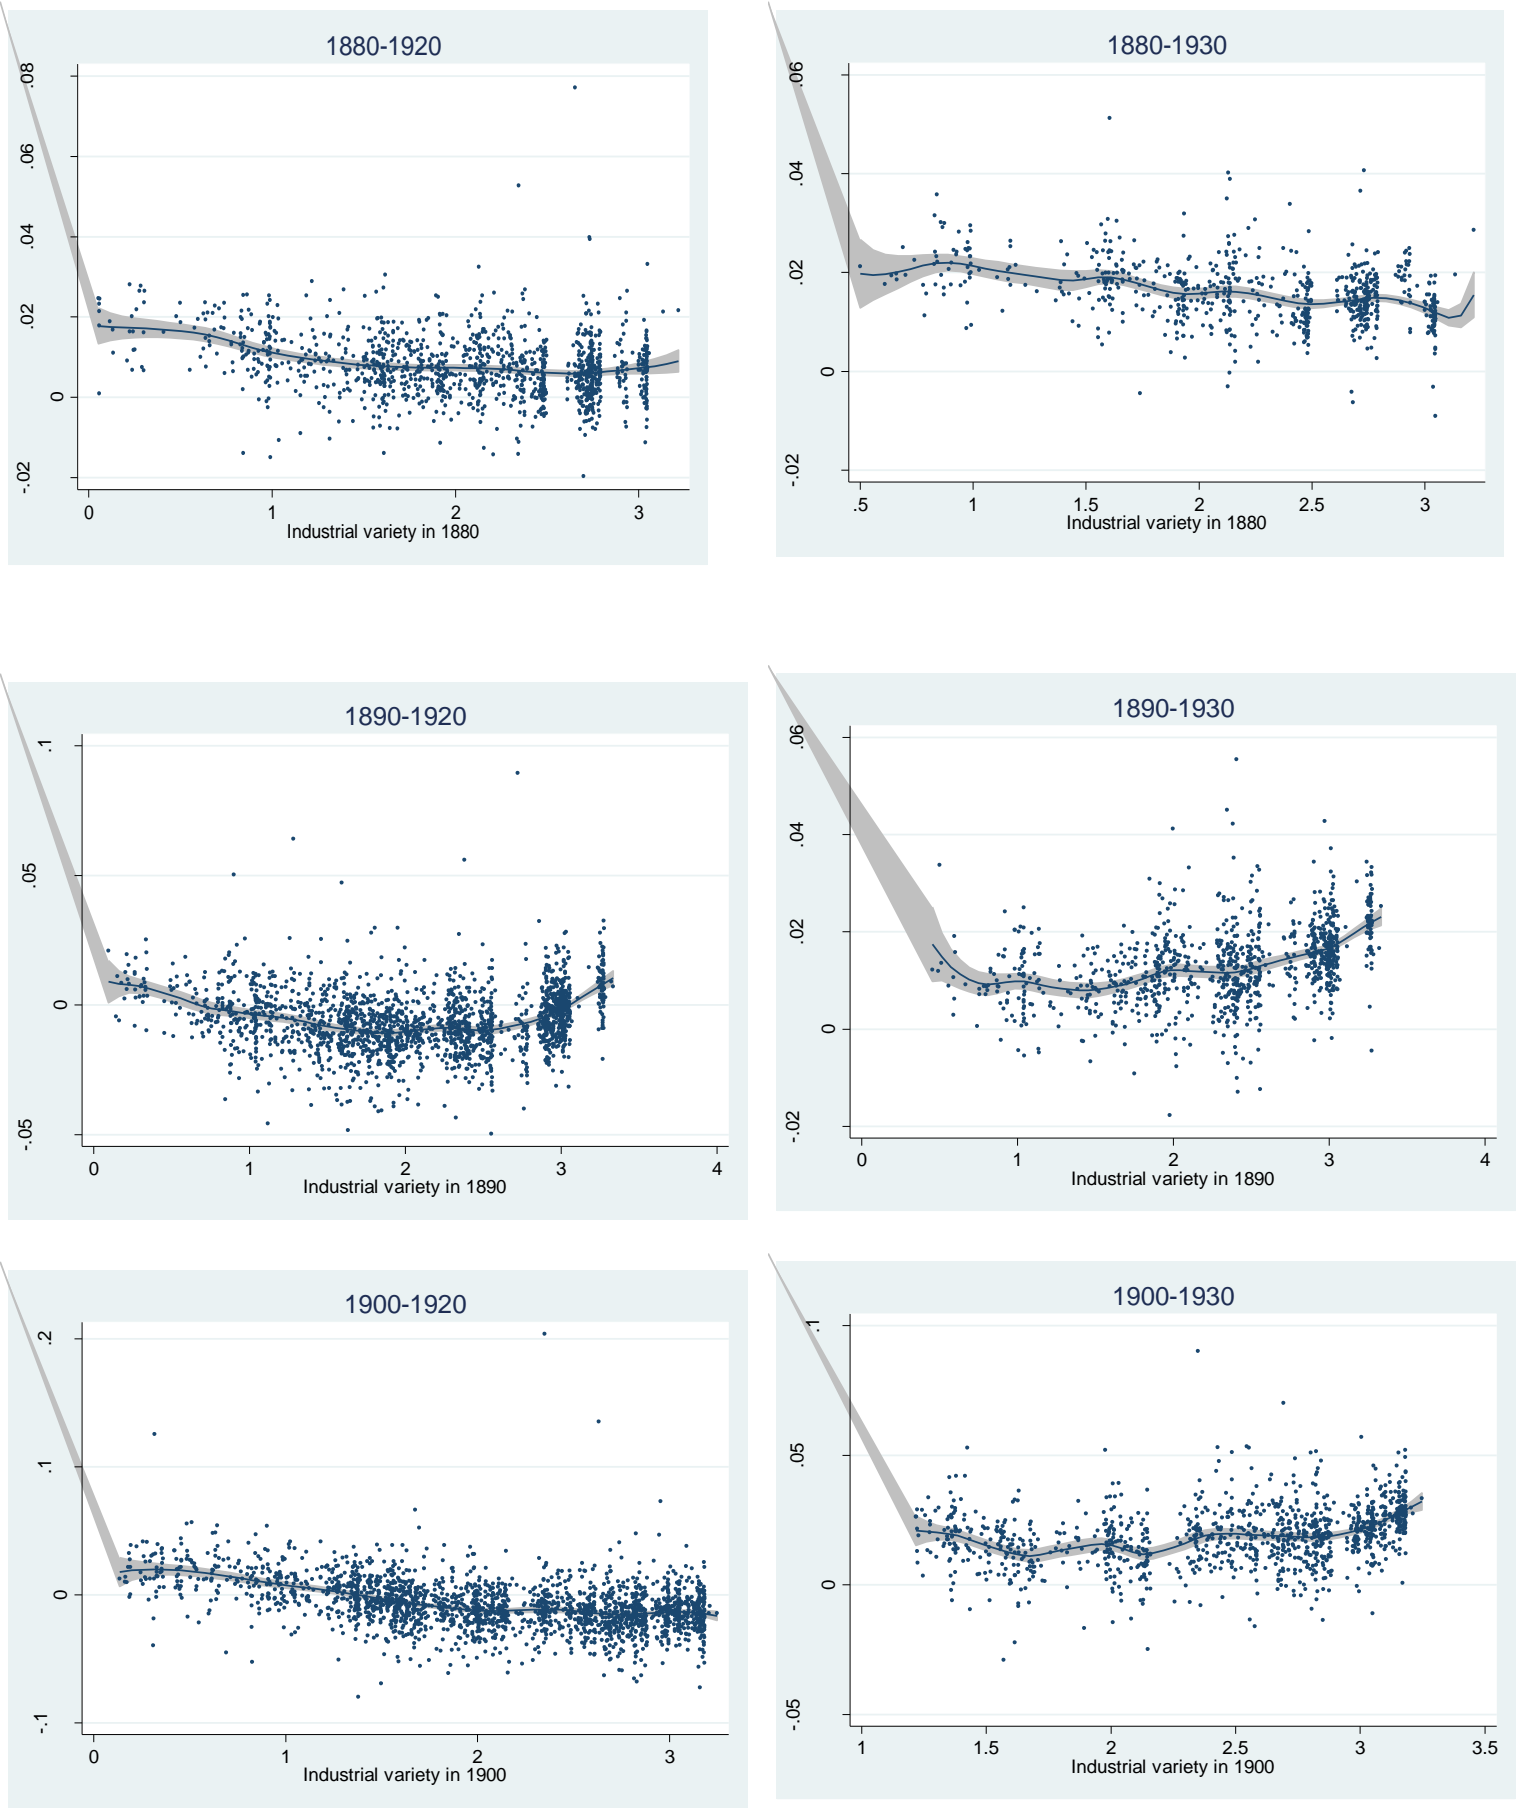 1880-1920
.08
.06
.04
.02
0
-.02
0 1 2 3
Industrial variety in 1880
1880-1930
.06
.04
.02
0
-.02
.5 1 1.5 2 2.5 3
Industrial variety in 1880
1890-1920
.1
.05
0
-.05
0 1 2 3 4
Industrial variety in 1890
1890-1930
.06
.04
.02
0
-.02
0 1 2 3 4
Industrial variety in 1890
1900-1920
.2
.1
0
-.1
0 1 2 3
Industrial variety in 1900
1900-1930
.1
.05
0
-.05
1 1.5 2 2.5 3 3.5
Industrial variety in 1900